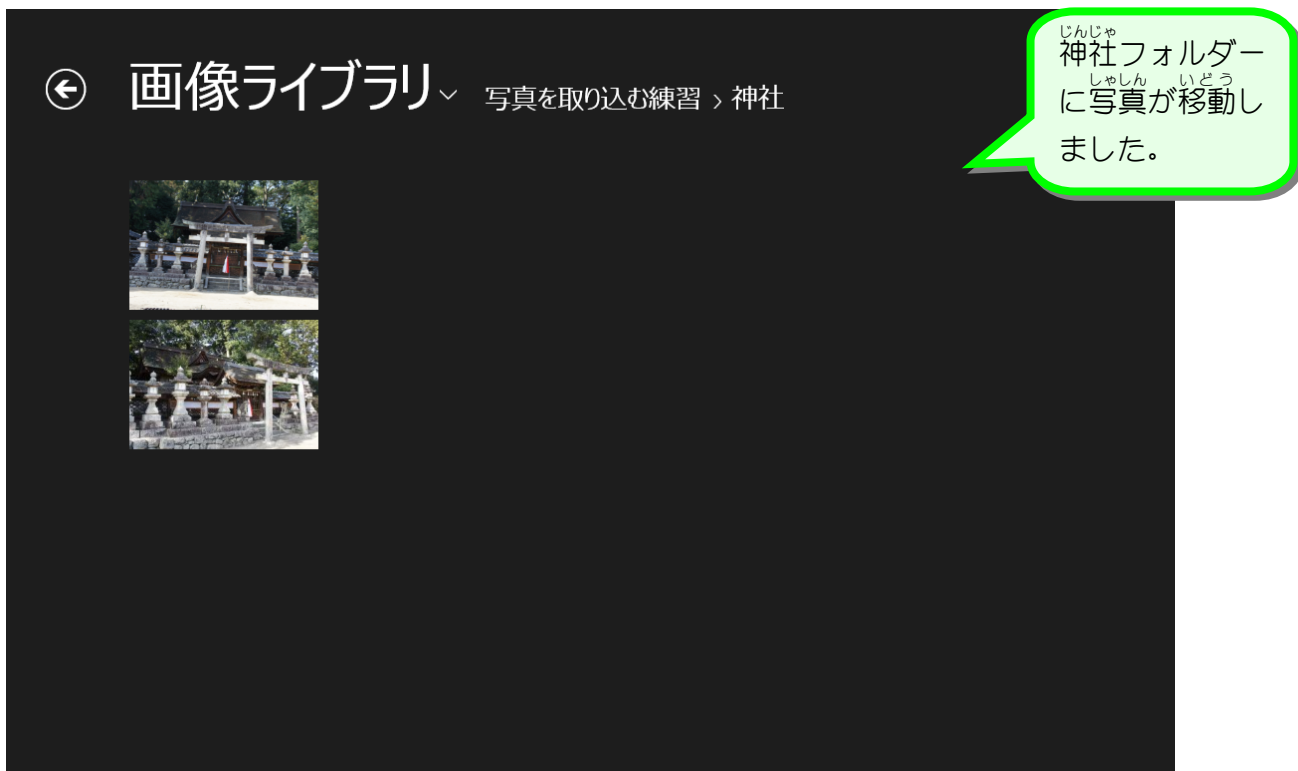 画像ライブラリ 写真を取り込む練習 > 神社
じんじゃ
神社フォルダー
しゃしん いどう
に写真が移動し
ました。